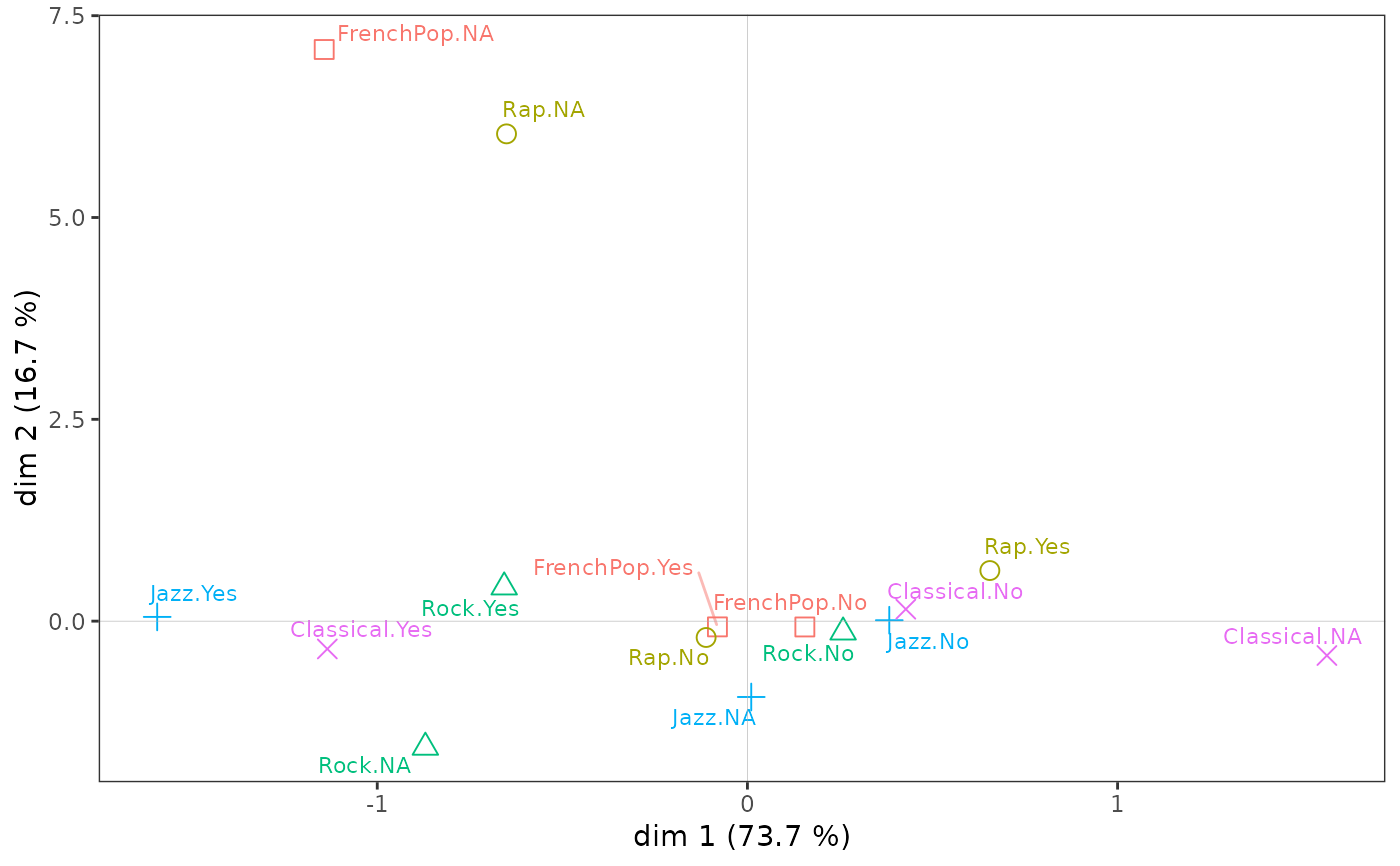 7.5
FrenchPop.NA
Rap.NA
5.0
dim 2 (16.7 %)
2.5
Rap.Yes
FrenchPop.Yes
Jazz.Yes
Classical.No
FrenchPop.No
Rock.Yes
0.0
Classical.Yes
Classical.NA
Jazz.No
Rock.No
Rap.No
Jazz.NA
Rock.NA
-1
0
1
dim 1 (73.7 %)